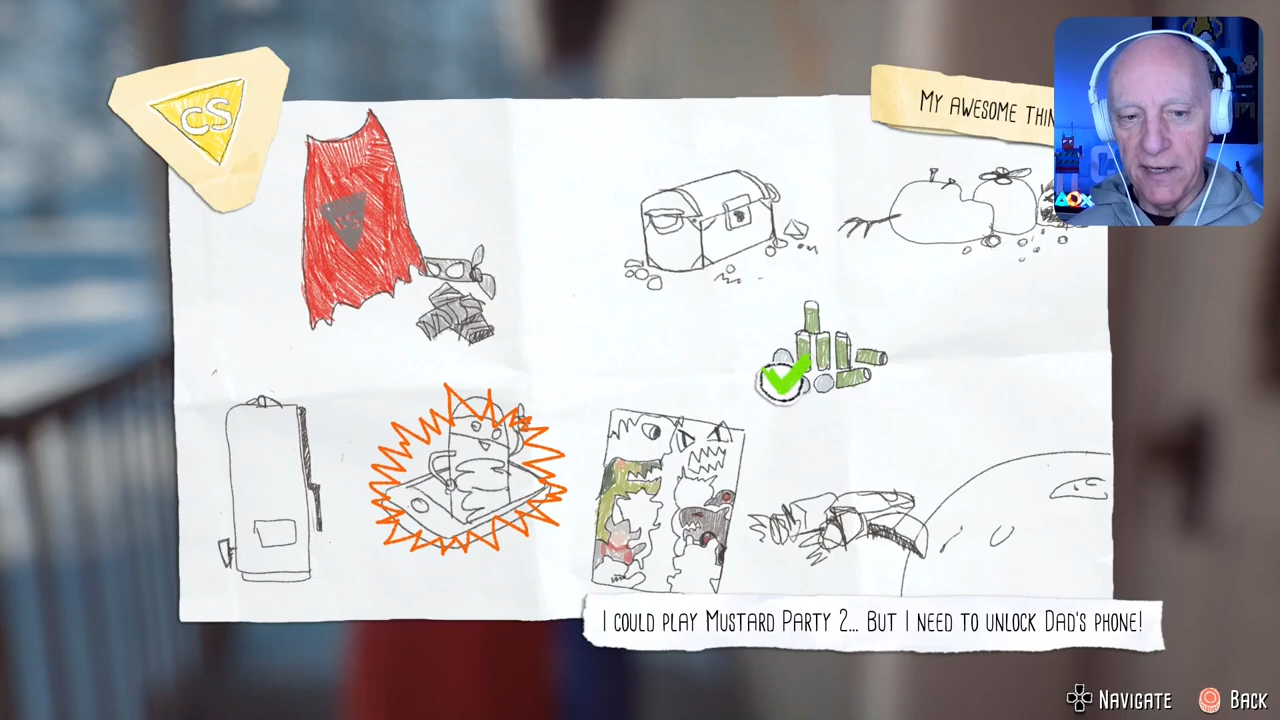 CS
MY AWESOME THIN
I COULD PLAY MUSTARD PARTY 2... BUT I NEED TO UNLOCK DAD'S PHONE!
NAVIGATE
BACK